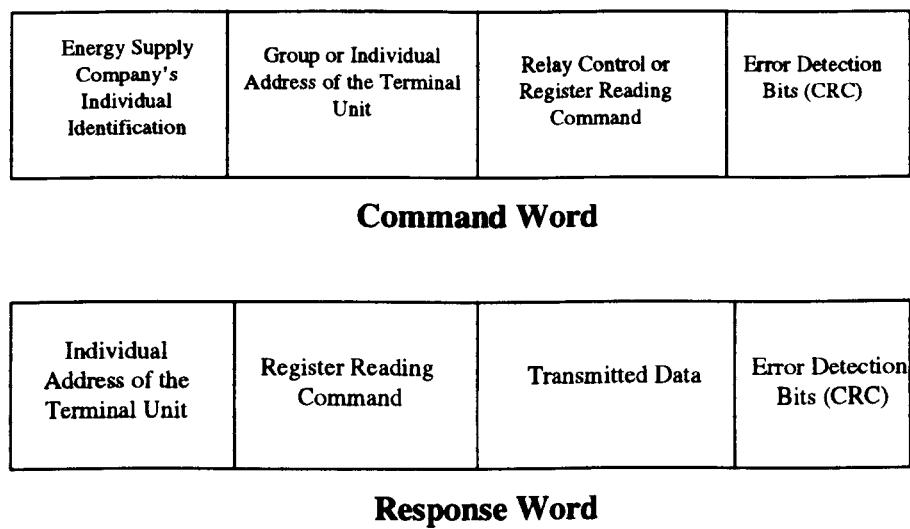 Energy Supply
Company's
Individual
Identification
Group or Individual
Address of the Terminal
Unit
Relay Control or
Register Reading
Command
Error Detection
Bits (CRC)
Command Word
Individual
Address of the
Terminal Unit
Register Reading
Command
Transmitted Data
Error Detection
Bits (CRC)
Response Word